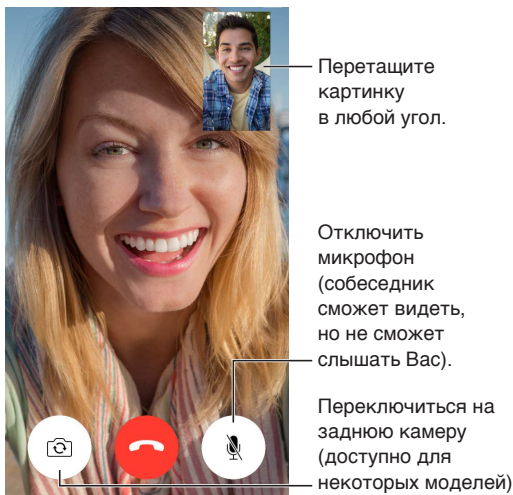 Перетащите
картинку
в любой угол.
Отключить
микрофон
(собеседник
сможет видеть,
но не сможет
слышать Вас).
Переключиться на
заднюю камеру
(доступно для
некоторых моделей)